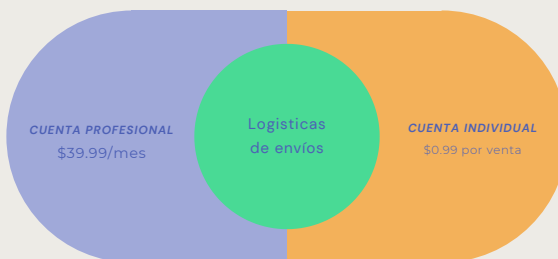 CUENTA PROFESIONAL
$39.99/mes
Logisticas
de envíos
CUENTA INDIVIDUAL
$0.99 por venta